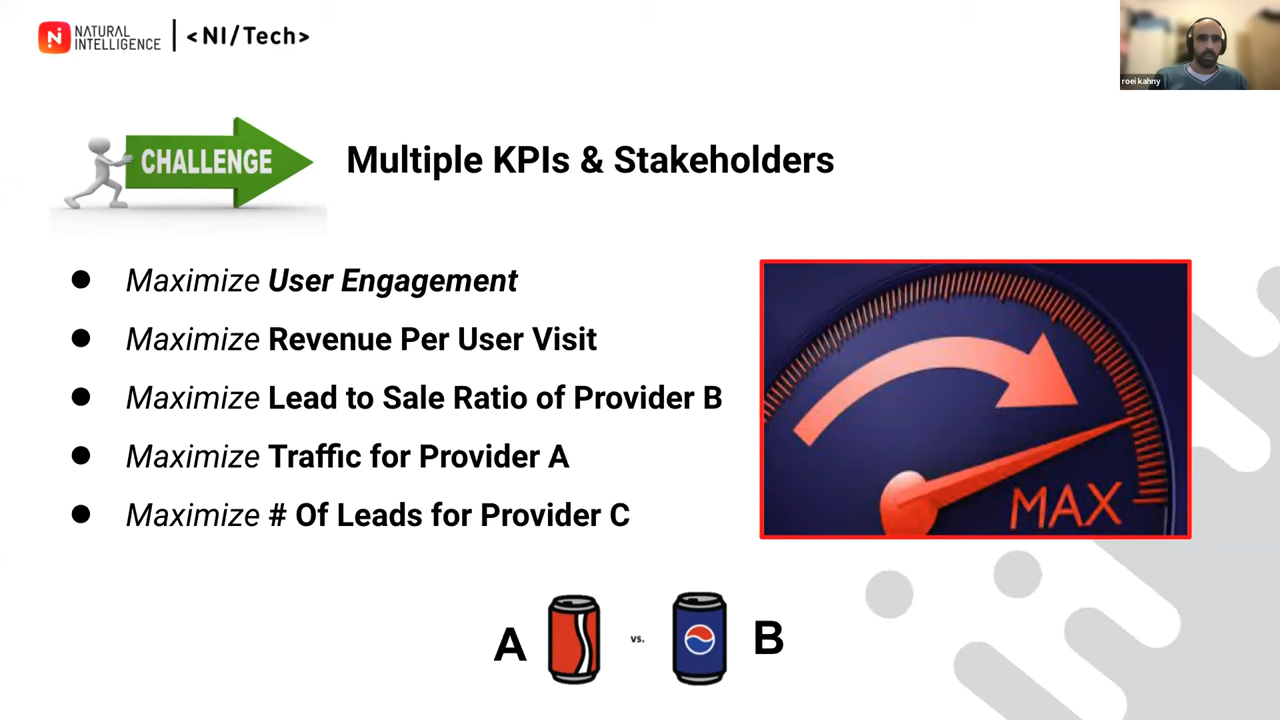 NATURAL
INTELLIGENCE
<NI/Tech>
roei kahny
CHALLENGE
Multiple KPIs & Stakeholders
● Maximize User Engagement
● Maximize Revenue Per User Visit
● Maximize Lead to Sale Ratio of Provider B
● Maximize Traffic for Provider A
● Maximize # Of Leads for Provider C
MAX
A vs. B